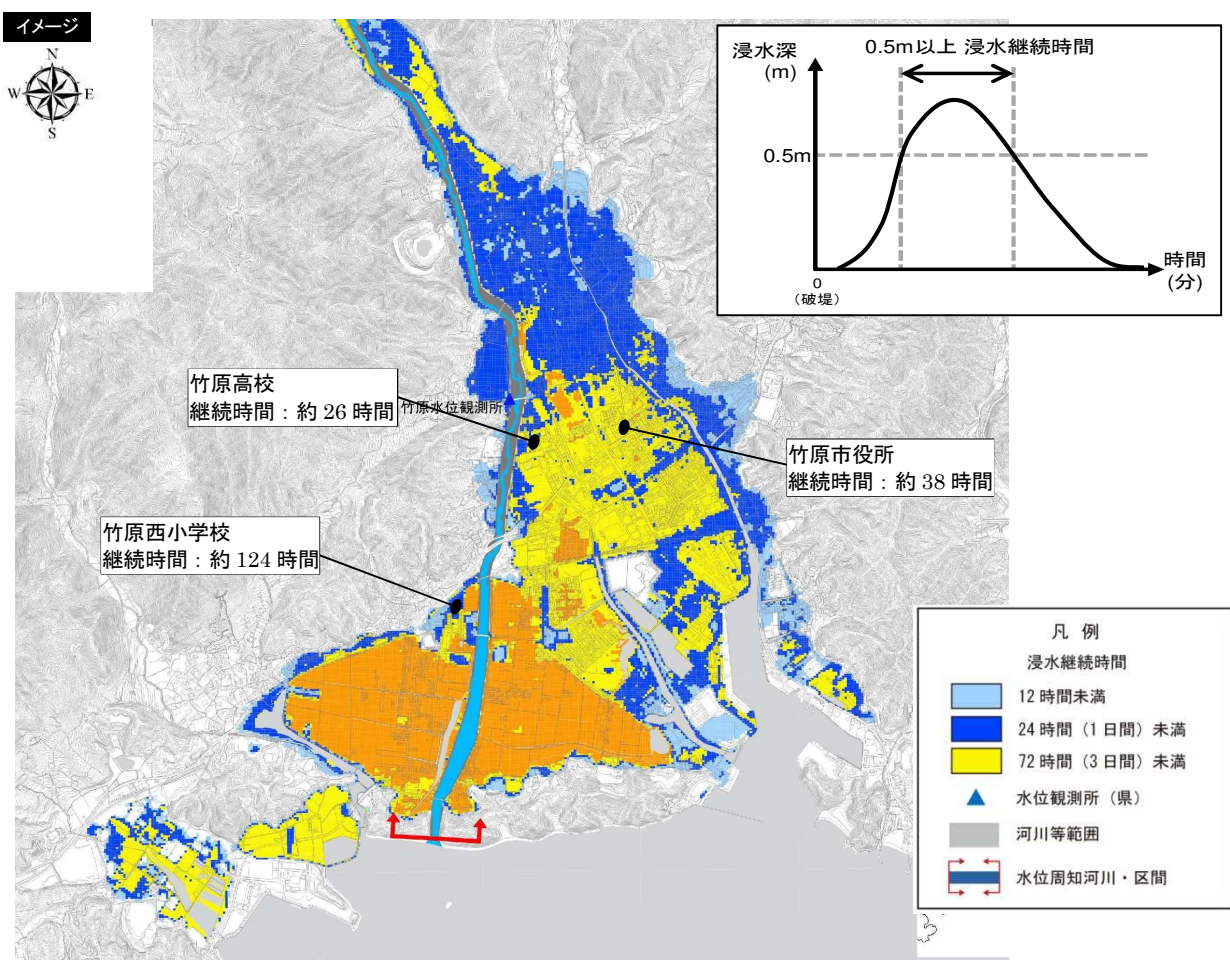 イメージ
N
W
E
S
浸水深
(m)
0.5m以上 浸水継続時間
0.5m
0
(破堤)
時間
(分)
竹原高校
継続時間：約 26 時間
竹原水位観測所
竹原市役所
継続時間：約 38 時間
竹原西小学校
継続時間：約 124 時間
凡 例
浸水継続時間
12 時間未満
24 時間（1 日間）未満
72 時間（3 日間）未満
水位観測所（県）
河川等範囲
水位周知河川・区間